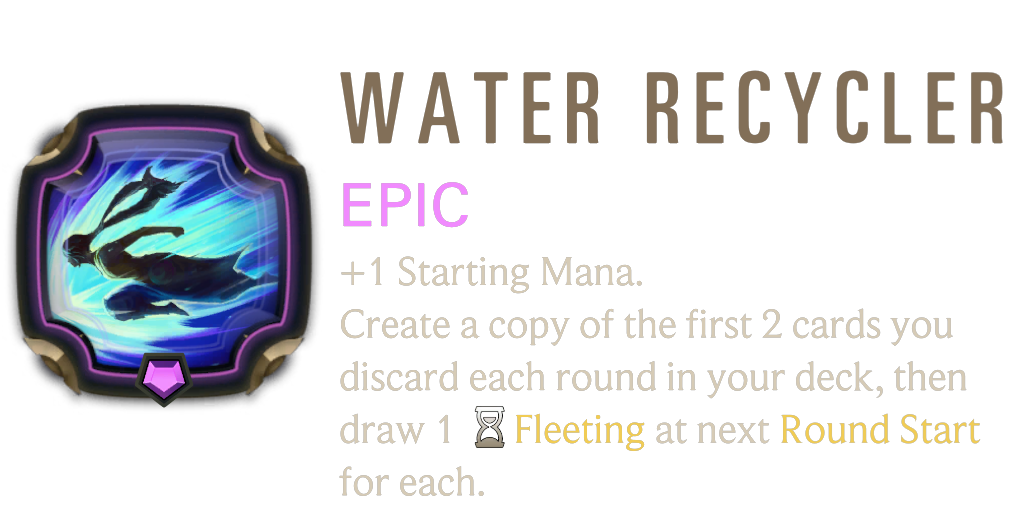 WATER RECYCLER
EPIC
+1 Starting Mana.
Create a copy of the first 2 cards you
discard each round in your deck, then
draw 1 Fleeting at next Round Start
for each.